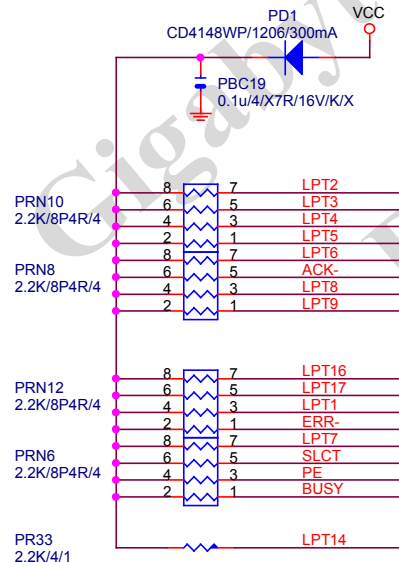 PD1
VCC
CD4148WP/1206/300mA
PBC19
0.1u/4/X7R/16V/K/X
8 7 LPT2
PRN10 6 5 LPT3
2.2K/8P4R/4 4 3 LPT4
2 1 LPT5
PRN8 8 7 LPT6
2.2K/8P4R/4 6 5 ACK-
4 3 LPT8
2 1 LPT9
8 7 LPT16
PRN12 6 5 LPT17
2.2K/8P4R/4 4 3 LPT1
2 1 ERR-
8 7 LPT7
PRN6 6 5 SLCT
2.2K/8P4R/4 4 3 PE
2 1 BUSY
PR33 LPT14
2.2K/4/1
Gigaby